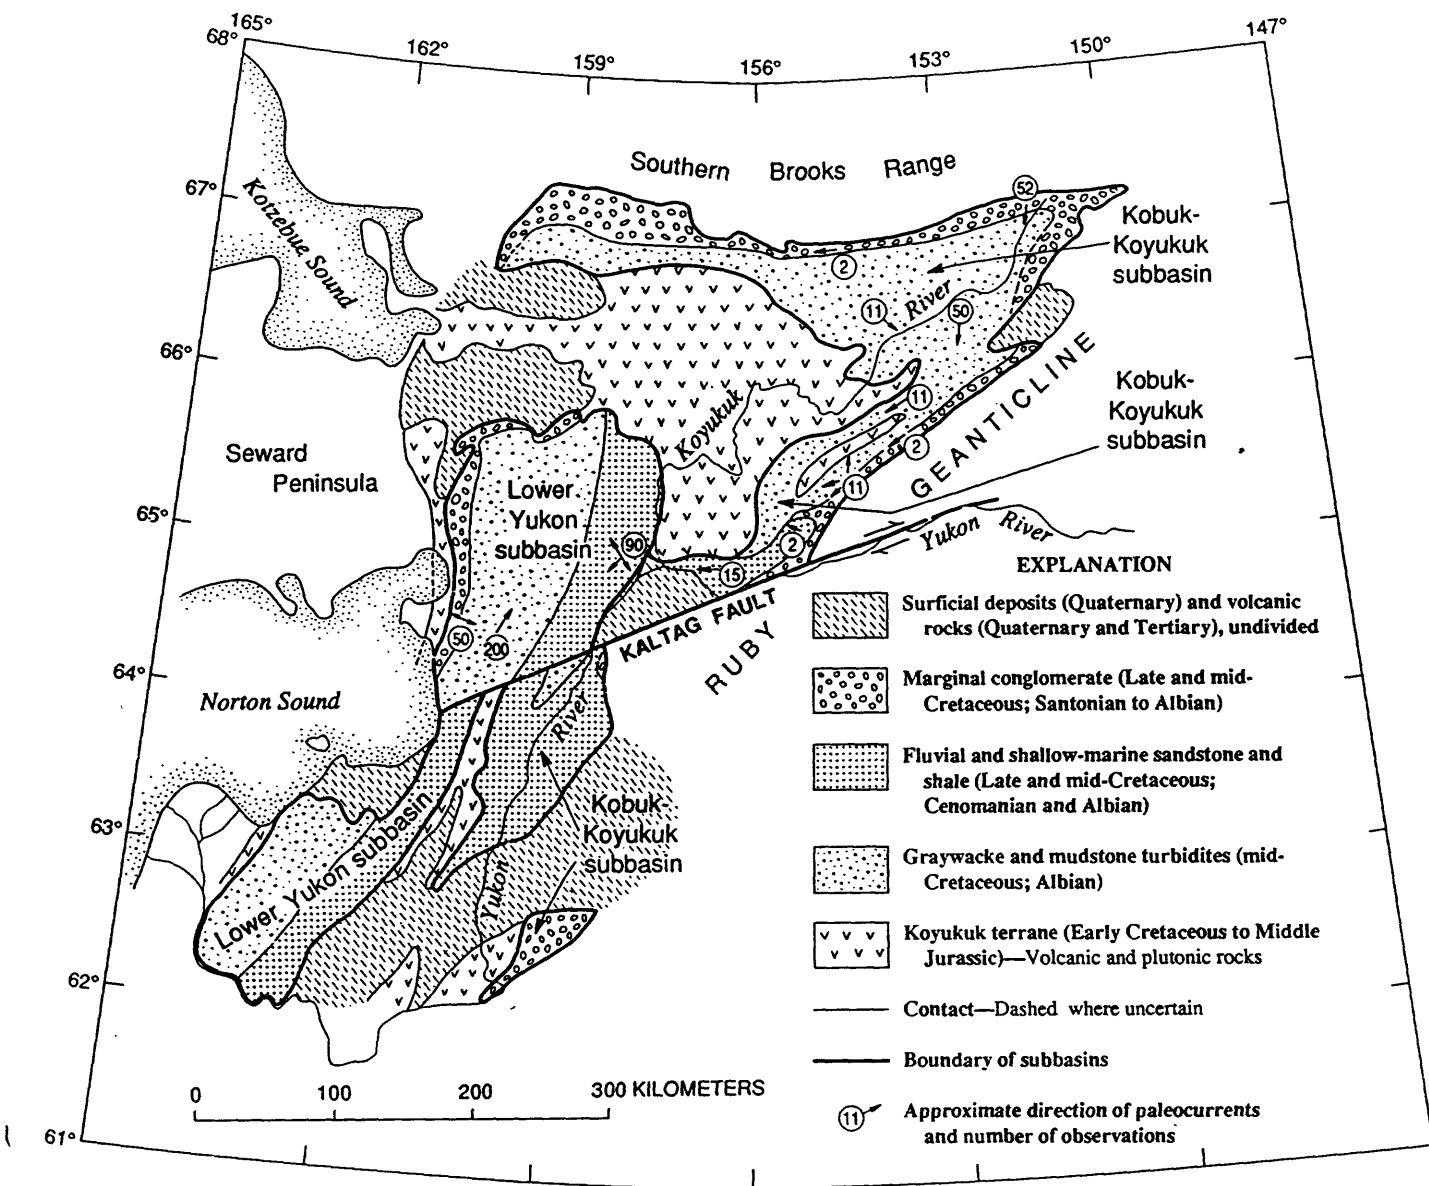 165°
68°
162°
159°
156°
153°
150°
147°
67°
66°
65°
64°
63°
62°
61°
Southern Brooks Range
Kotzebue Sound
52
2
11
River
50
Kobuk-
Koyukuk
subbasin
Kobuk-
Koyukuk
subbasin
GEANTICLINE
Koyukuk
11
2
11
2
15
90
Seward
Peninsula
Lower
Yukon
subbasin
50
200
Yukon River
KALTAG FAULT
RUBY
Norton Sound
River
Kobuk-
Koyukuk
subbasin
Lower Yukon subbasin
Yukon
0 100 200 300 KILOMETERS
EXPLANATION
Surficial deposits (Quaternary) and volcanic
rocks (Quaternary and Tertiary), undivided
Marginal conglomerate (Late and mid-
Cretaceous; Santonian to Albian)
Fluvial and shallow-marine sandstone and
shale (Late and mid-Cretaceous;
Cenomanian and Albian)
Graywacke and mudstone turbidites (mid-
Cretaceous; Albian)
Koyukuk terrane (Early Cretaceous to Middle
Jurassic)—Volcanic and plutonic rocks
Contact—Dashed where uncertain
Boundary of subbasins
11
Approximate direction of paleocurrents
and number of observations